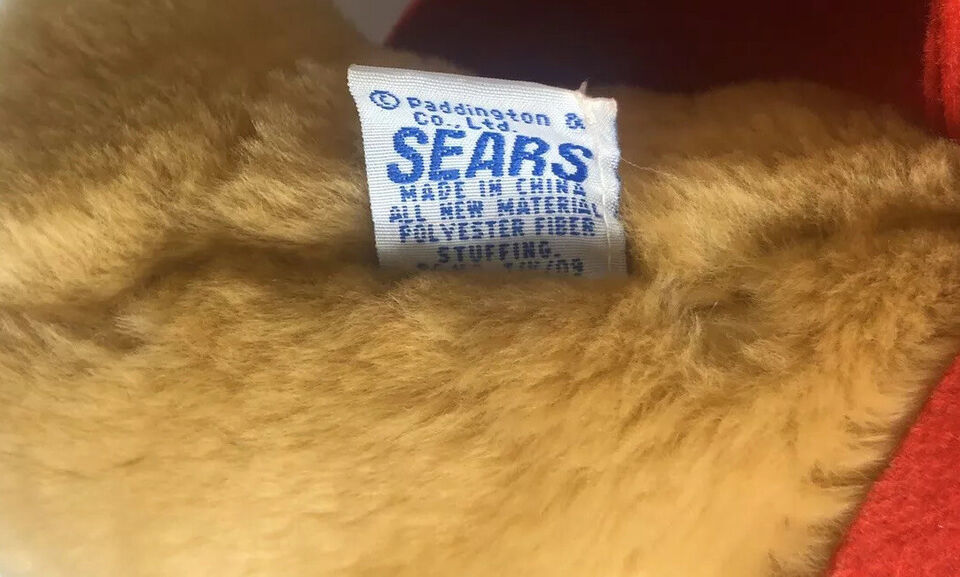 © Paddington &
Co., Ltd.
SEARS
MADE IN CHINA
ALL NEW MATERIAL
POLYESTER FIBER
STUFFING.